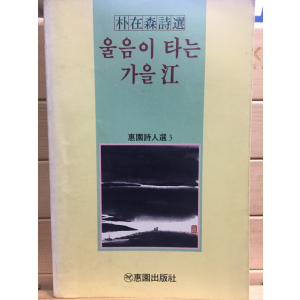 朴在森詩選
울음이 타는
가을 江
惠園詩人選 3
惠園出版社